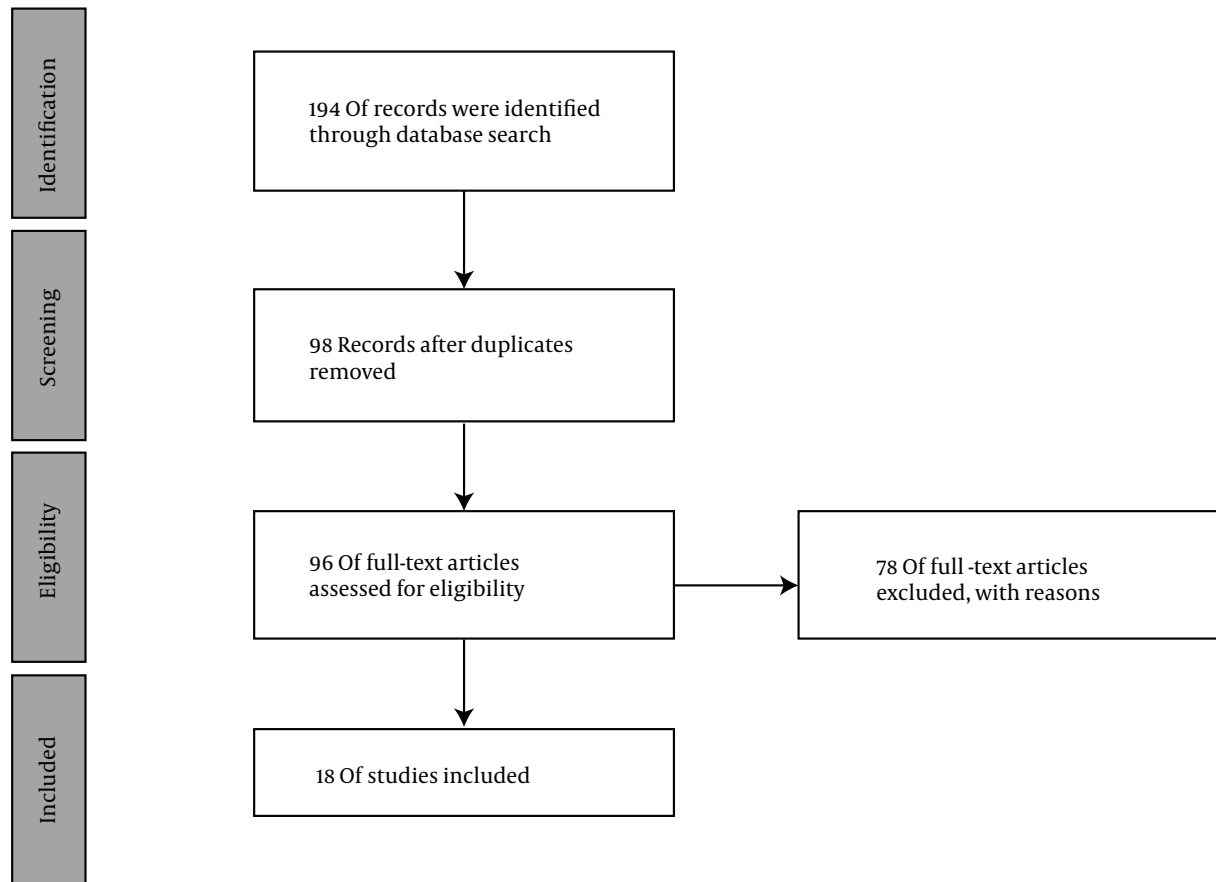 Identification
194 Of records were identified
through database search
Screening
98 Records after duplicates
removed
Eligibility
96 Of full-text articles
assessed for eligibility
78 Of full -text articles
excluded, with reasons
Included
18 Of studies included